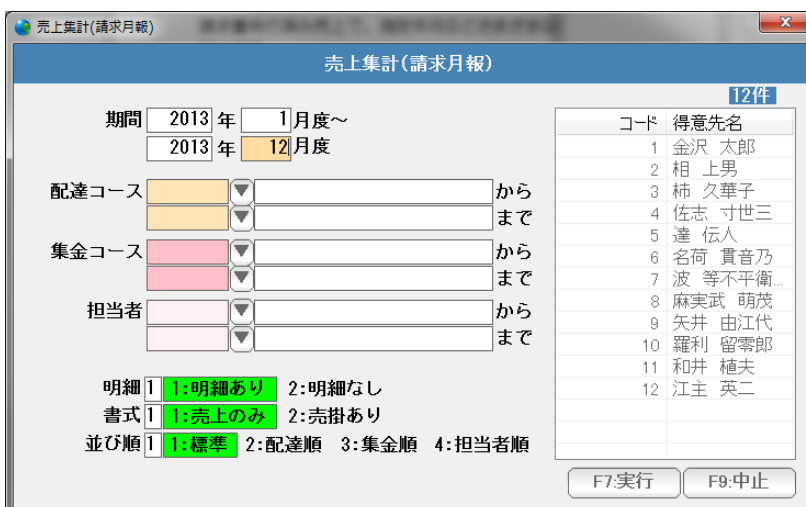 売上集計(請求月報)
売上集計(請求月報)
12件
期間 2013 年 1 月度～
2013 年 12 月度
配達コース から
まで
集金コース から
まで
担当者 から
まで
明細 1 1:明細あり 2:明細なし
書式 1 1:売上のみ 2:売掛あり
並び順 1 1:標準 2:配達順 3:集金順 4:担当者順
コード 得意先名
1 金沢 太郎
2 相 上男
3 柿 久華子
4 佐志 寸世三
5 達 伝人
6 名荷 貫音乃
7 波 等不平衛...
8 麻実武 萌茂
9 矢井 由江代
10 羅利 留零郎
11 和井 植夫
12 江主 英二
F7:実行 F9:中止